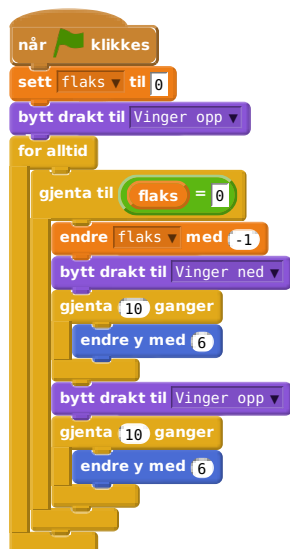 når klikkes
sett flaks til 0
bytt drakt til Vinger opp
for alltid
gjenta til flaks = 0
endre flaks med -1
bytt drakt til Vinger ned
gjenta 10 ganger
endre y med 6
bytt drakt til Vinger opp
gjenta 10 ganger
endre y med 6